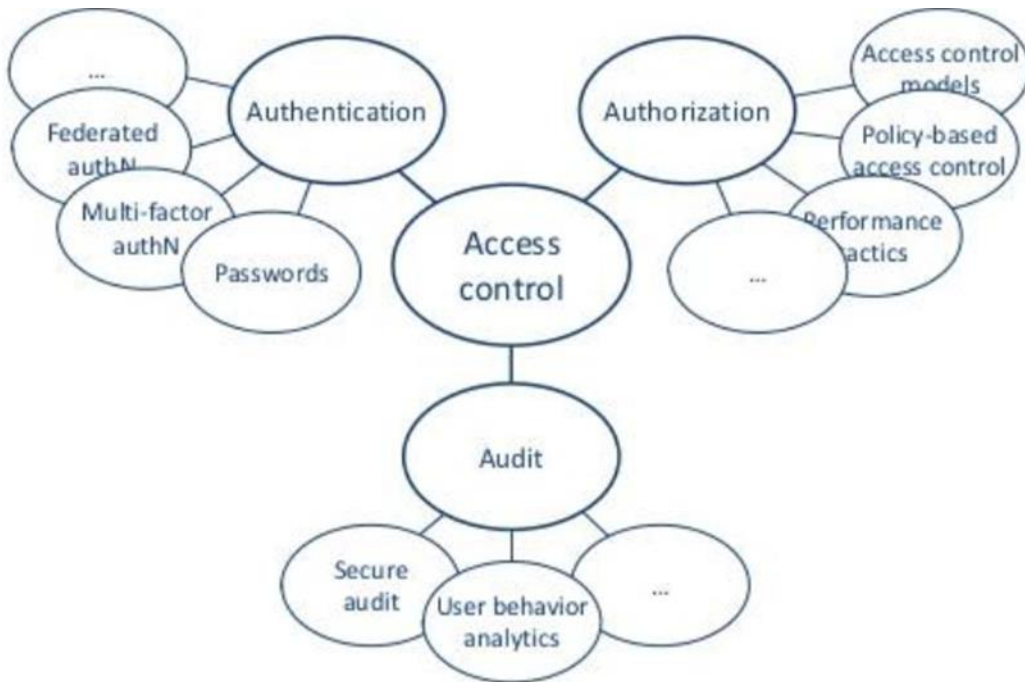 ...
Federated
authN
Multi-factor
authN
Passwords
Authentication
Authorization
Access control
models
Policy-based
access control
Performance
tactics
...
Access
control
Audit
Secure
audit
User behavior
analytics
...